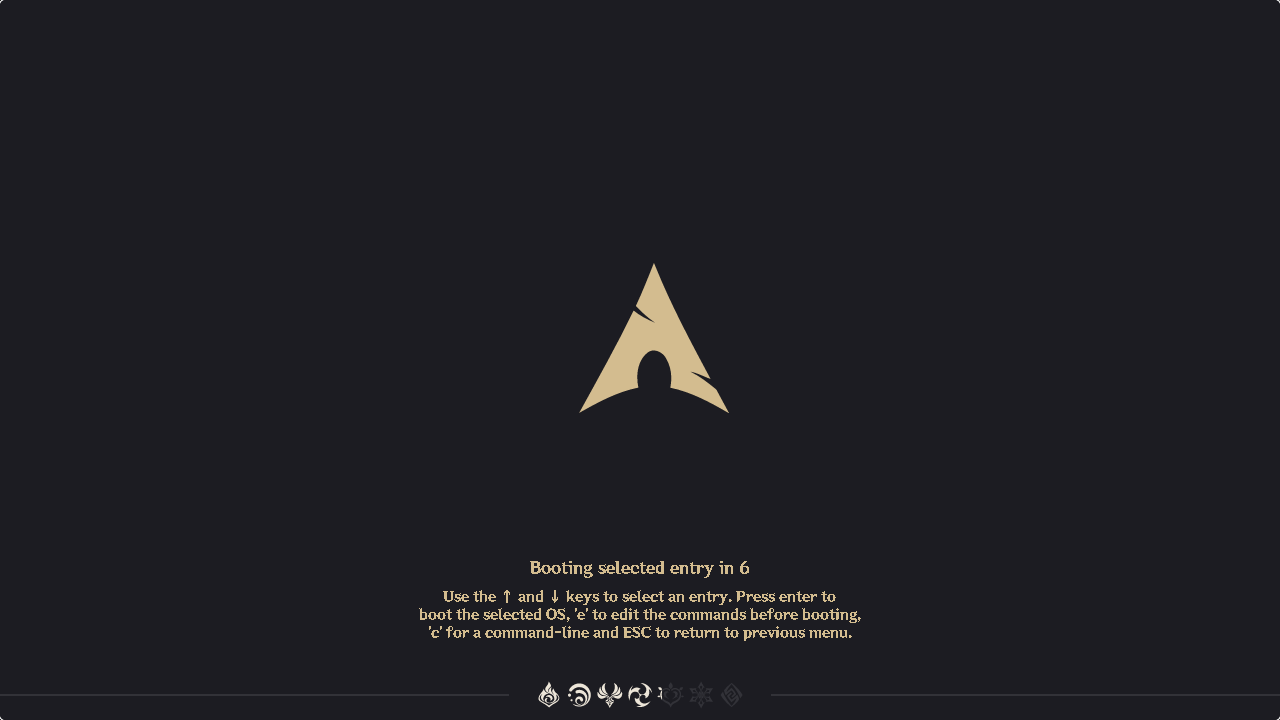 Booting selected entry in 6
Use the ↑ and ↓ keys to select an entry. Press enter to
boot the selected OS, 'e' to edit the commands before booting,
'c' for a command-line and ESC to return to previous menu.